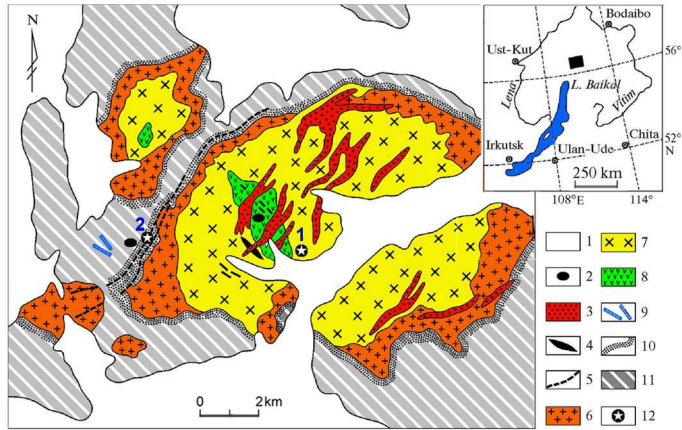 N
2
1
0 2km
Bodaibo
Ust-Kut
56°
L. Baikal
Lena
Vitim
Chita
52°
N
Irkutsk
Ulan-Ude
250 km
108°E
114°
1
7
2
8
3
9
4
10
5
11
6
12